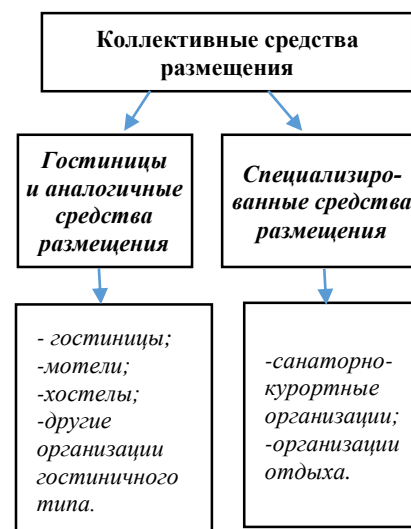 Коллективные средства
размещения
Гостиницы
и аналогичные
средства
размещения
Специализиро-
ванные средства
размещения
- гостиницы;
-мотели;
-хостелы;
-другие
организации
гостиничного
типа.
-санаторно-
курортные
организации;
-организации
отдыха.